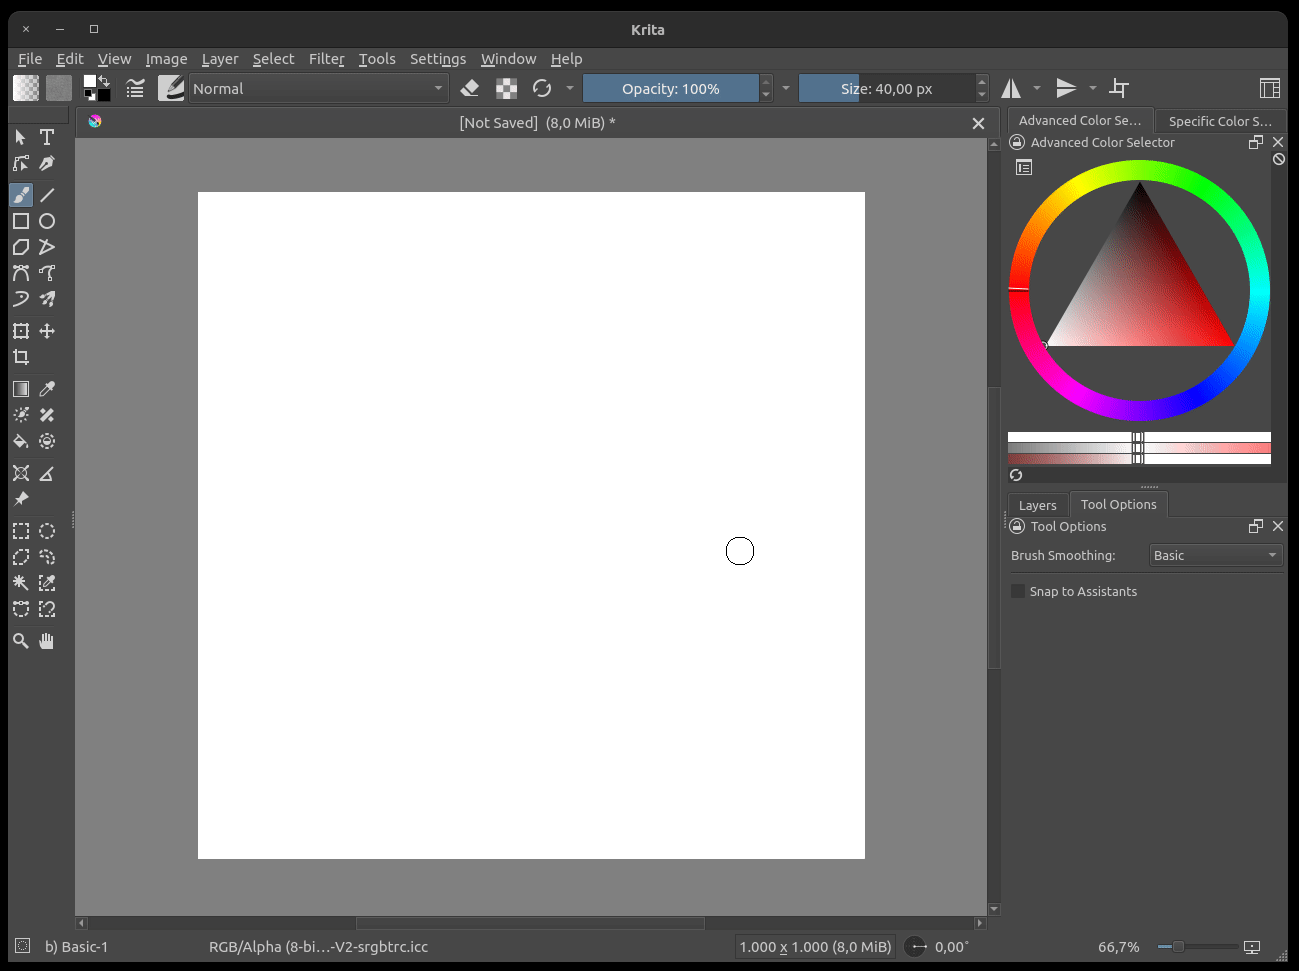 Krita
File Edit View Image Layer Select Filter Tools Settings Window Help
Normal Opacity: 100% Size: 40,00 px
[Not Saved] (8,0 MiB) *
Advanced Color Se... Specific Color S...
Advanced Color Selector
Layers Tool Options
Tool Options
Brush Smoothing: Basic
Snap to Assistants
b) Basic-1 RGB/Alpha (8-bi...-V2-srgbtrc.icc 1.000 x 1.000 (8,0 MiB) 0,00° 66,7%